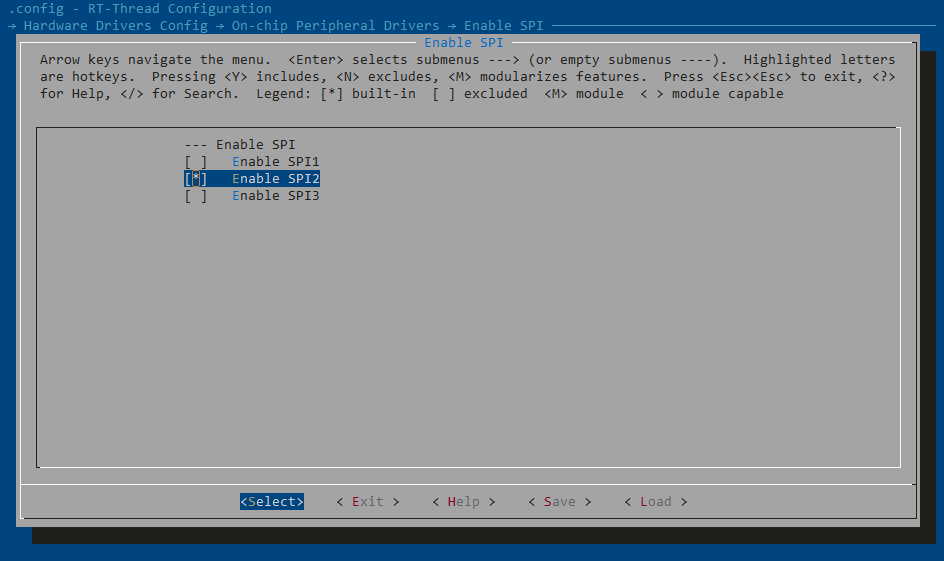 .config - RT-Thread Configuration
→ Hardware Drivers Config → On-chip Peripheral Drivers → Enable SPI
Enable SPI
Arrow keys navigate the menu.  <Enter> selects submenus ---> (or empty submenus ----).  Highlighted letters
are hotkeys.  Pressing <Y> includes, <N> excludes, <M> modularizes features.  Press <Esc><Esc> to exit, <?>
for Help, </> for Search.  Legend: [*] built-in  [ ] excluded  <M> module  < > module capable
--- Enable SPI
[ ]   Enable SPI1
[*]   Enable SPI2
[ ]   Enable SPI3
<Select>    < Exit >    < Help >    < Save >    < Load >